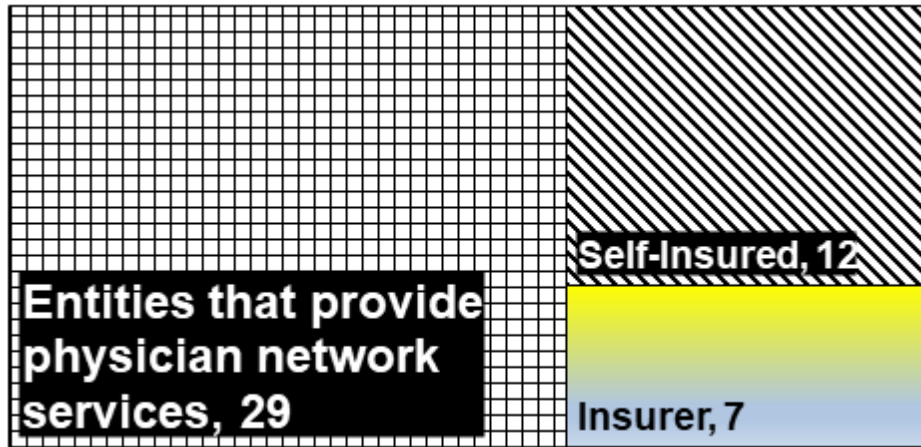 Entities that provide
physician network
services, 29
Self-Insured, 12
Insurer, 7